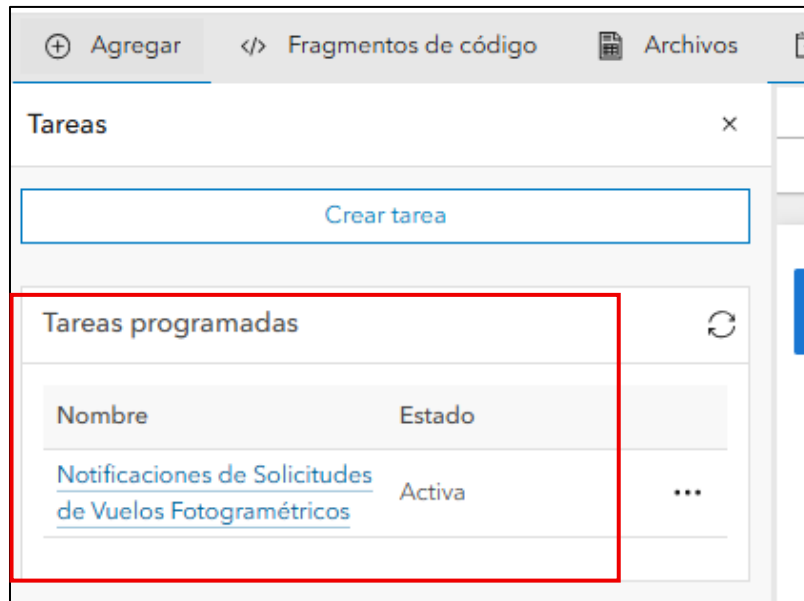 Agregar </> Fragmentos de código Archivos
Tareas ×
Crear tarea
Tareas programadas
Nombre Estado
Notificaciones de Solicitudes
de Vuelos Fotogramétricos
Activa